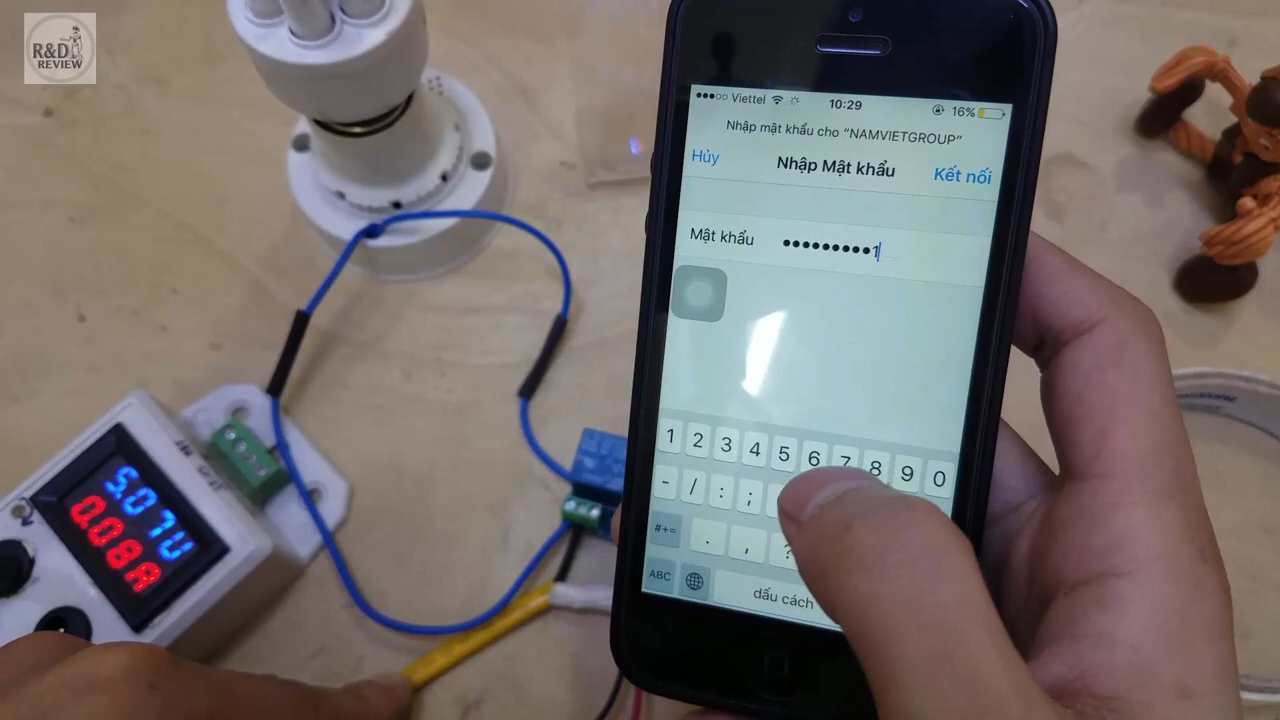 R&D
REVIEW
Viettel 10:29 16%
Nhập mật khẩu cho “NAMVIETGROUP”
Hủy Nhập Mật khẩu Kết nối
Mật khẩu •••••••••1
1 2 3 4 5 6 7 8 9 0
- / : ;
#+= . , ?
ABC dấu cách
5.07V
0.08A